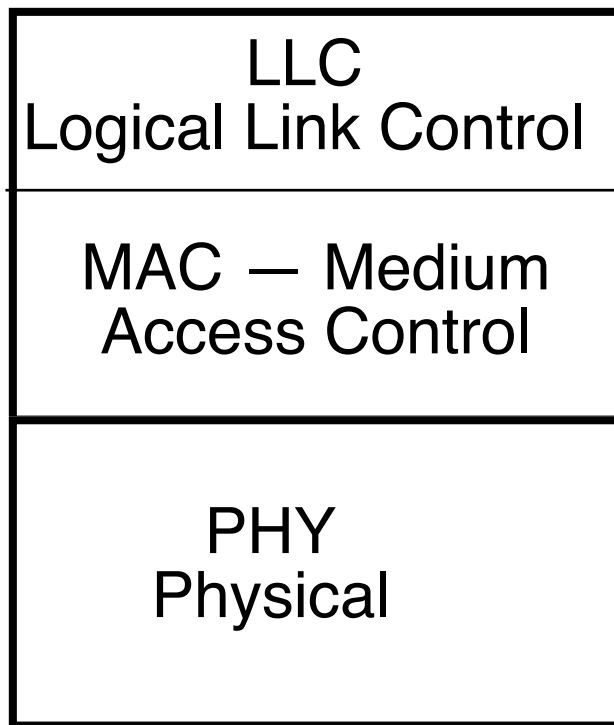 LLC
Logical Link Control
MAC — Medium
Access Control
PHY
Physical